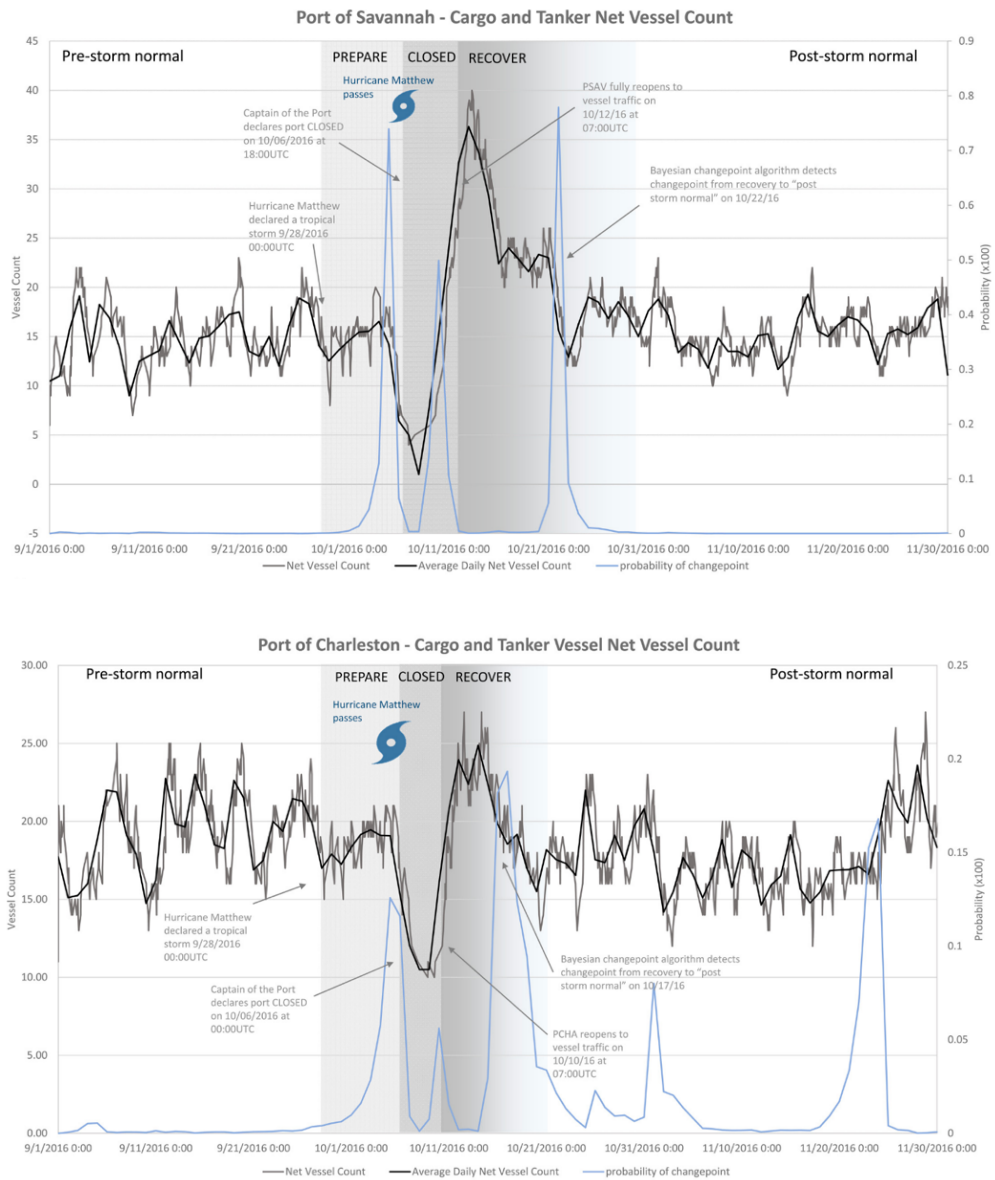 Port of Savannah - Cargo and Tanker Net Vessel Count
45
40
35
30
25
20
15
10
5
0
-5
Vessel Count
0.9
0.8
0.7
0.6
0.5
0.4
0.3
0.2
0.1
0
Probability (x100)
Pre-storm normal
PREPARE
CLOSED
RECOVER
Post-storm normal
Hurricane Matthew
passes
Captain of the Port
declares port CLOSED
on 10/06/2016 at
18:00UTC
PSAV fully reopens to
vessel traffic on
10/12/16 at
07:00UTC
Hurricane Matthew
declared a tropical
storm 9/28/2016
00:00UTC
Bayesian changepoint algorithm detects
changepoint from recovery to “post
storm normal” on 10/22/16
9/1/2016 0:00 9/11/2016 0:00 9/21/2016 0:00 10/1/2016 0:00 10/11/2016 0:00 10/21/2016 0:00 10/31/2016 0:00 11/10/2016 0:00 11/20/2016 0:00 11/30/2016 0:00
Net Vessel Count Average Daily Net Vessel Count probability of changepoint
Port of Charleston - Cargo and Tanker Vessel Net Vessel Count
30.00
25.00
20.00
15.00
10.00
5.00
0.00
Vessel Count
0.25
0.2
0.15
0.1
0.05
0
Probability (x100)
Pre-storm normal
PREPARE
CLOSED
RECOVER
Post-storm normal
Hurricane Matthew
passes
Hurricane Matthew
declared a tropical
storm 9/28/2016
00:00UTC
Captain of the Port
declares port CLOSED
on 10/06/2016 at
00:00UTC
Bayesian changepoint algorithm detects
changepoint from recovery to “post
storm normal” on 10/17/16
PCHA reopens to
vessel traffic on
10/10/16 at
07:00UTC
9/1/2016 0:00 9/11/2016 0:00 9/21/2016 0:00 10/1/2016 0:00 10/11/2016 0:00 10/21/2016 0:00 10/31/2016 0:00 11/10/2016 0:00 11/20/2016 0:00 11/30/2016 0:00
Net Vessel Count Average Daily Net Vessel Count probability of changepoint